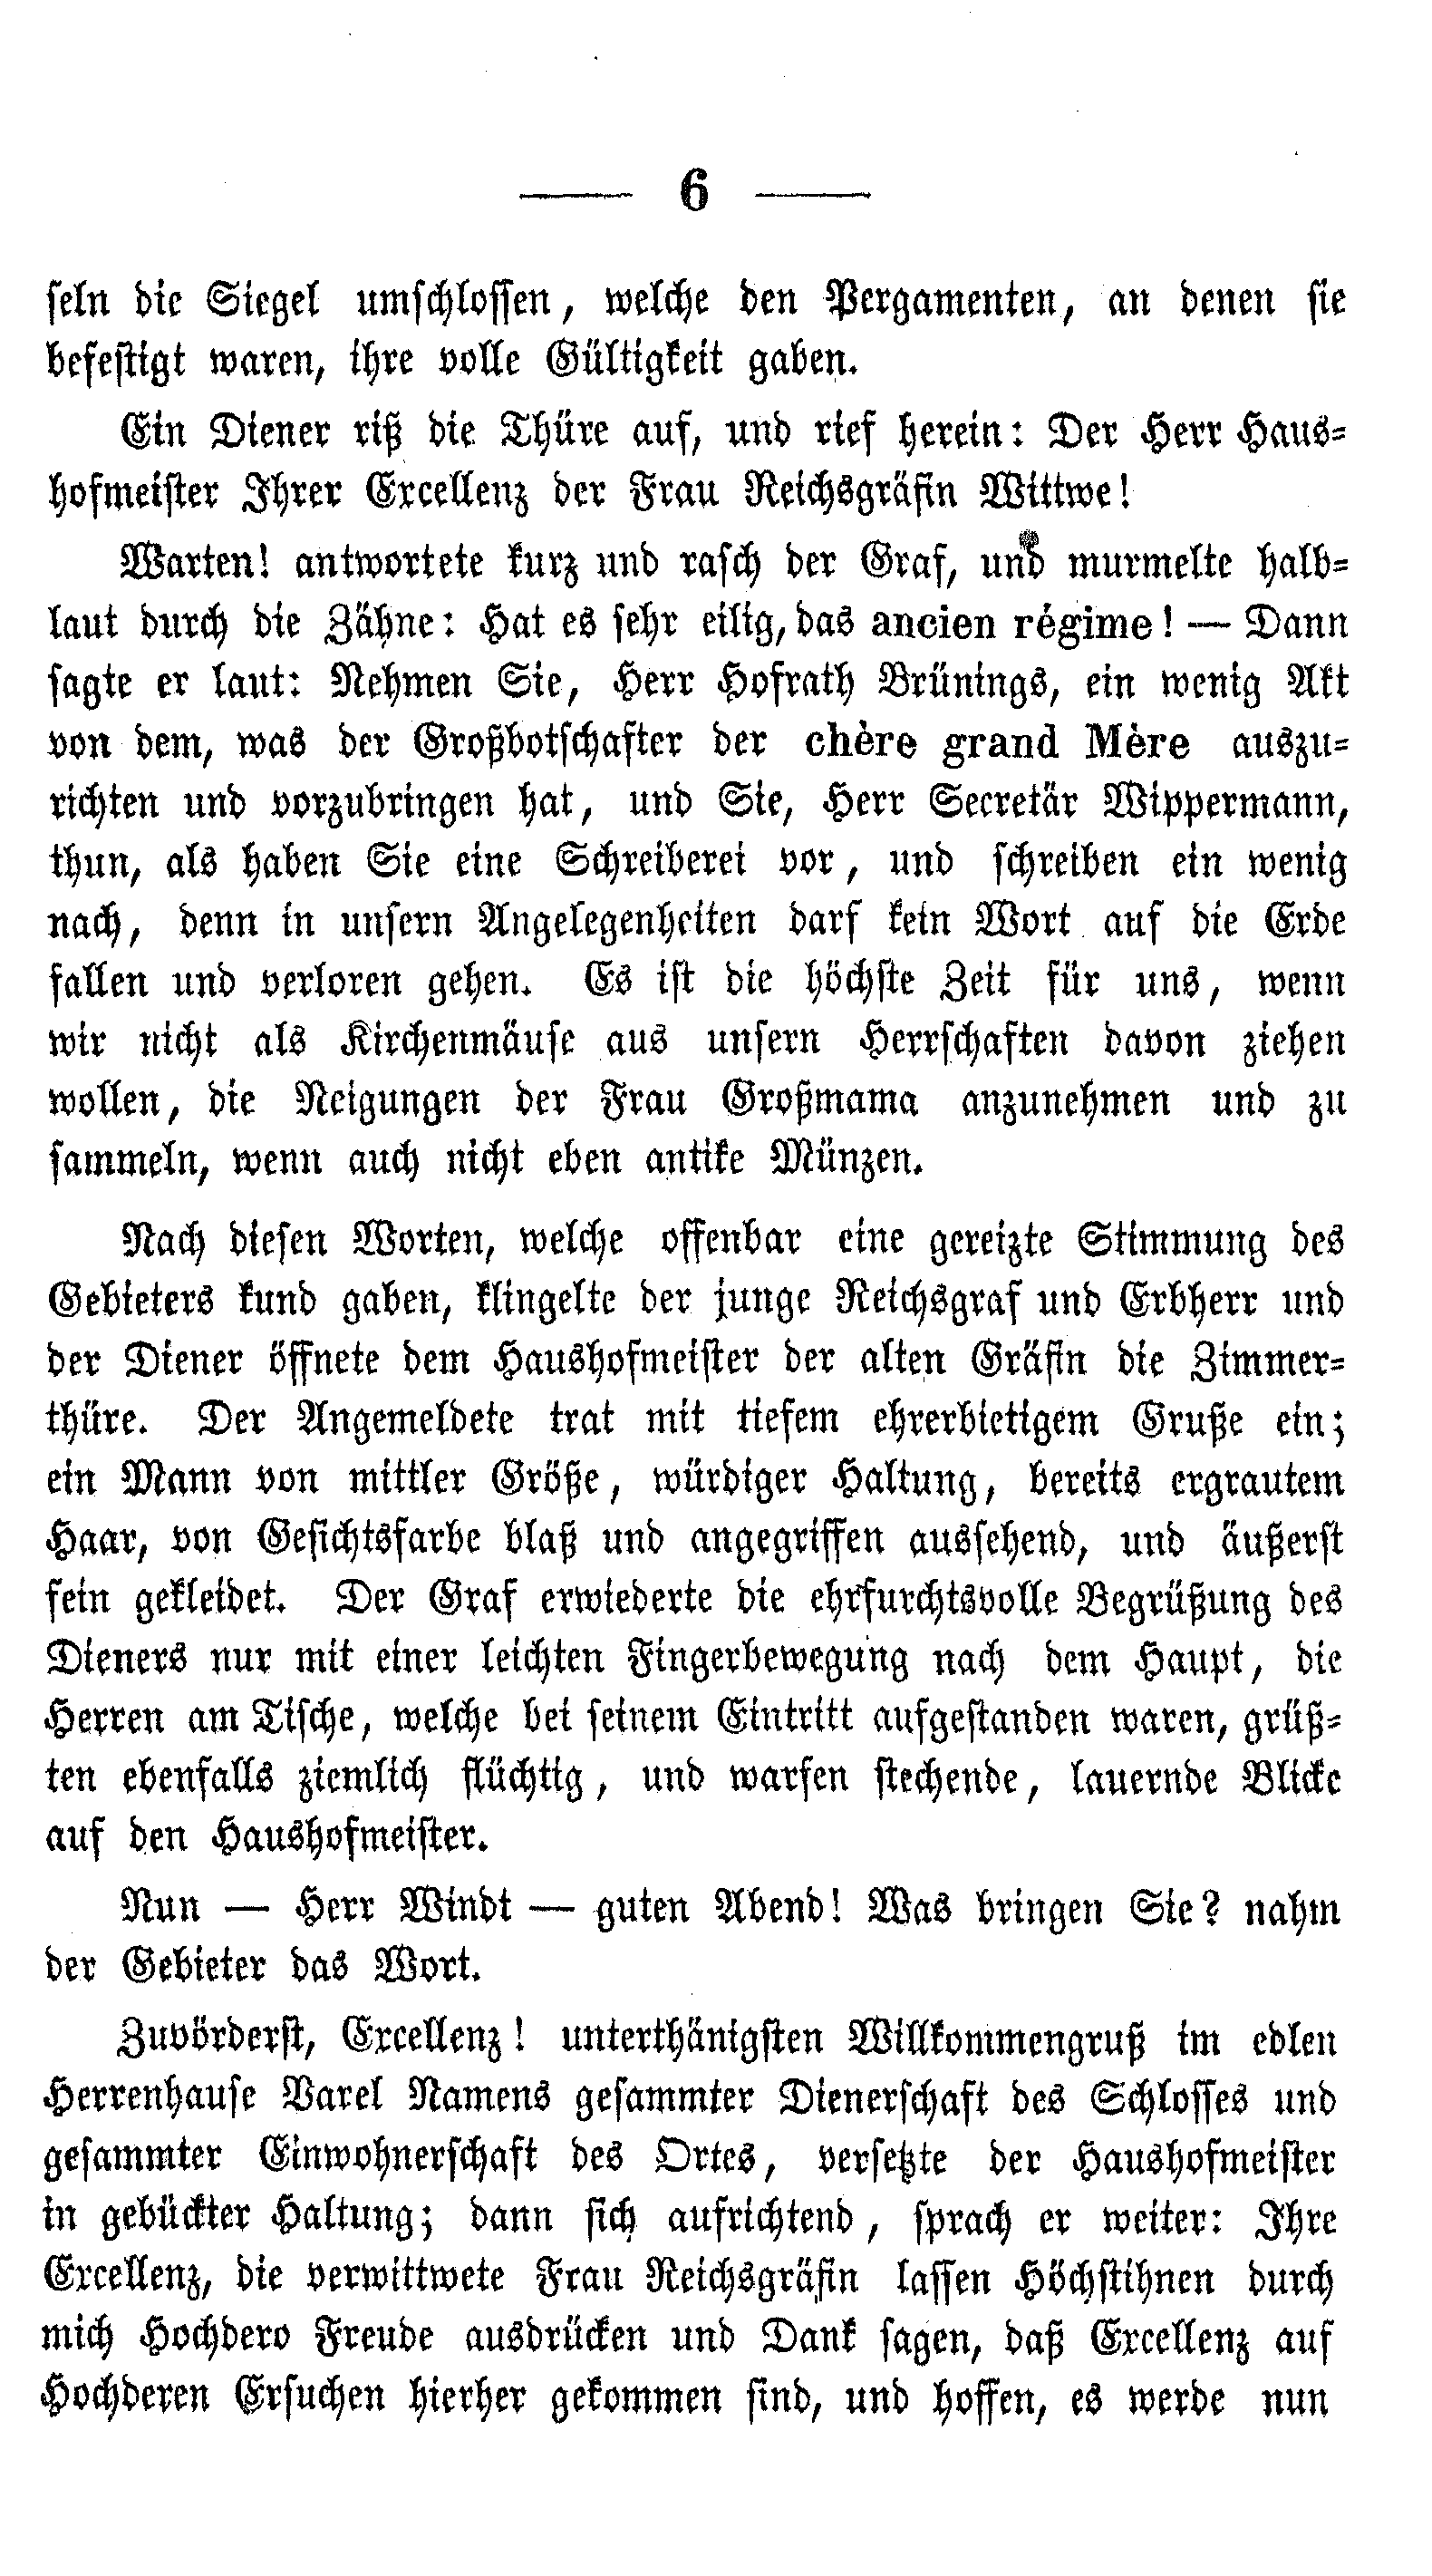 — 6 —
seln die Siegel umschlossen, welche den Pergamenten, an denen sie
befestigt waren, ihre volle Gültigkeit gaben.
Ein Diener riß die Thüre auf, und rief herein: Der Herr Haus-
hofmeister Ihrer Excellenz der Frau Reichsgräfin Wittwe!
Warten! antwortete kurz und rasch der Graf, und murmelte halb-
laut durch die Zähne: Hat es sehr eilig, das ancien régime! — Dann
sagte er laut: Nehmen Sie, Herr Hofrath Brünings, ein wenig Akt
von dem, was der Großbotschafter der chère grand Mère auszu-
richten und vorzubringen hat, und Sie, Herr Secretär Wippermann,
thun, als haben Sie eine Schreiberei vor, und schreiben ein wenig
nach, denn in unsern Angelegenheiten darf kein Wort auf die Erde
fallen und verloren gehen. Es ist die höchste Zeit für uns, wenn
wir nicht als Kirchenmäuse aus unsern Herrschaften davon ziehen
wollen, die Neigungen der Frau Großmama anzunehmen und zu
sammeln, wenn auch nicht eben antike Münzen.
Nach diesen Worten, welche offenbar eine gereizte Stimmung des
Gebieters kund gaben, klingelte der junge Reichsgraf und Erbherr und
der Diener öffnete dem Haushofmeister der alten Gräfin die Zimmer-
thüre. Der Angemeldete trat mit tiefem ehrerbietigem Gruße ein;
ein Mann von mittler Größe, würdiger Haltung, bereits ergrautem
Haar, von Gesichtsfarbe blaß und angegriffen aussehend, und äußerst
fein gekleidet. Der Graf erwiederte die ehrfurchtsvolle Begrüßung des
Dieners nur mit einer leichten Fingerbewegung nach dem Haupt, die
Herren am Tische, welche bei seinem Eintritt aufgestanden waren, grüß-
ten ebenfalls ziemlich flüchtig, und warfen stechende, lauernde Blicke
auf den Haushofmeister.
Nun — Herr Windt — guten Abend! Was bringen Sie? nahm
der Gebieter das Wort.
Zuvörderst, Excellenz! unterthänigsten Willkommengruß im edlen
Herrenhause Varel Namens gesammter Dienerschaft des Schlosses und
gesammter Einwohnerschaft des Ortes, versetzte der Haushofmeister
in gebückter Haltung; dann sich aufrichtend, sprach er weiter: Ihre
Excellenz, die verwittwete Frau Reichsgräfin lassen Höchstihnen durch
mich Hochdero Freude ausdrücken und Dank sagen, daß Excellenz auf
Hochderen Ersuchen hierher gekommen sind, und hoffen, es werde nun